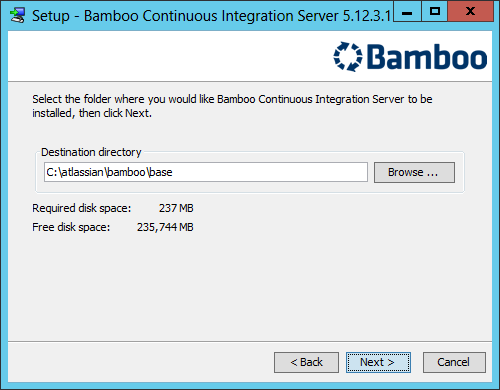 Setup - Bamboo Continuous Integration Server 5.12.3.1
Bamboo
Select the folder where you would like Bamboo Continuous Integration Server to be
installed, then click Next.
Destination directory
C:\atlassian\bamboo\base
Browse ...
Required disk space: 237 MB
Free disk space: 235,744 MB
< Back
Next >
Cancel